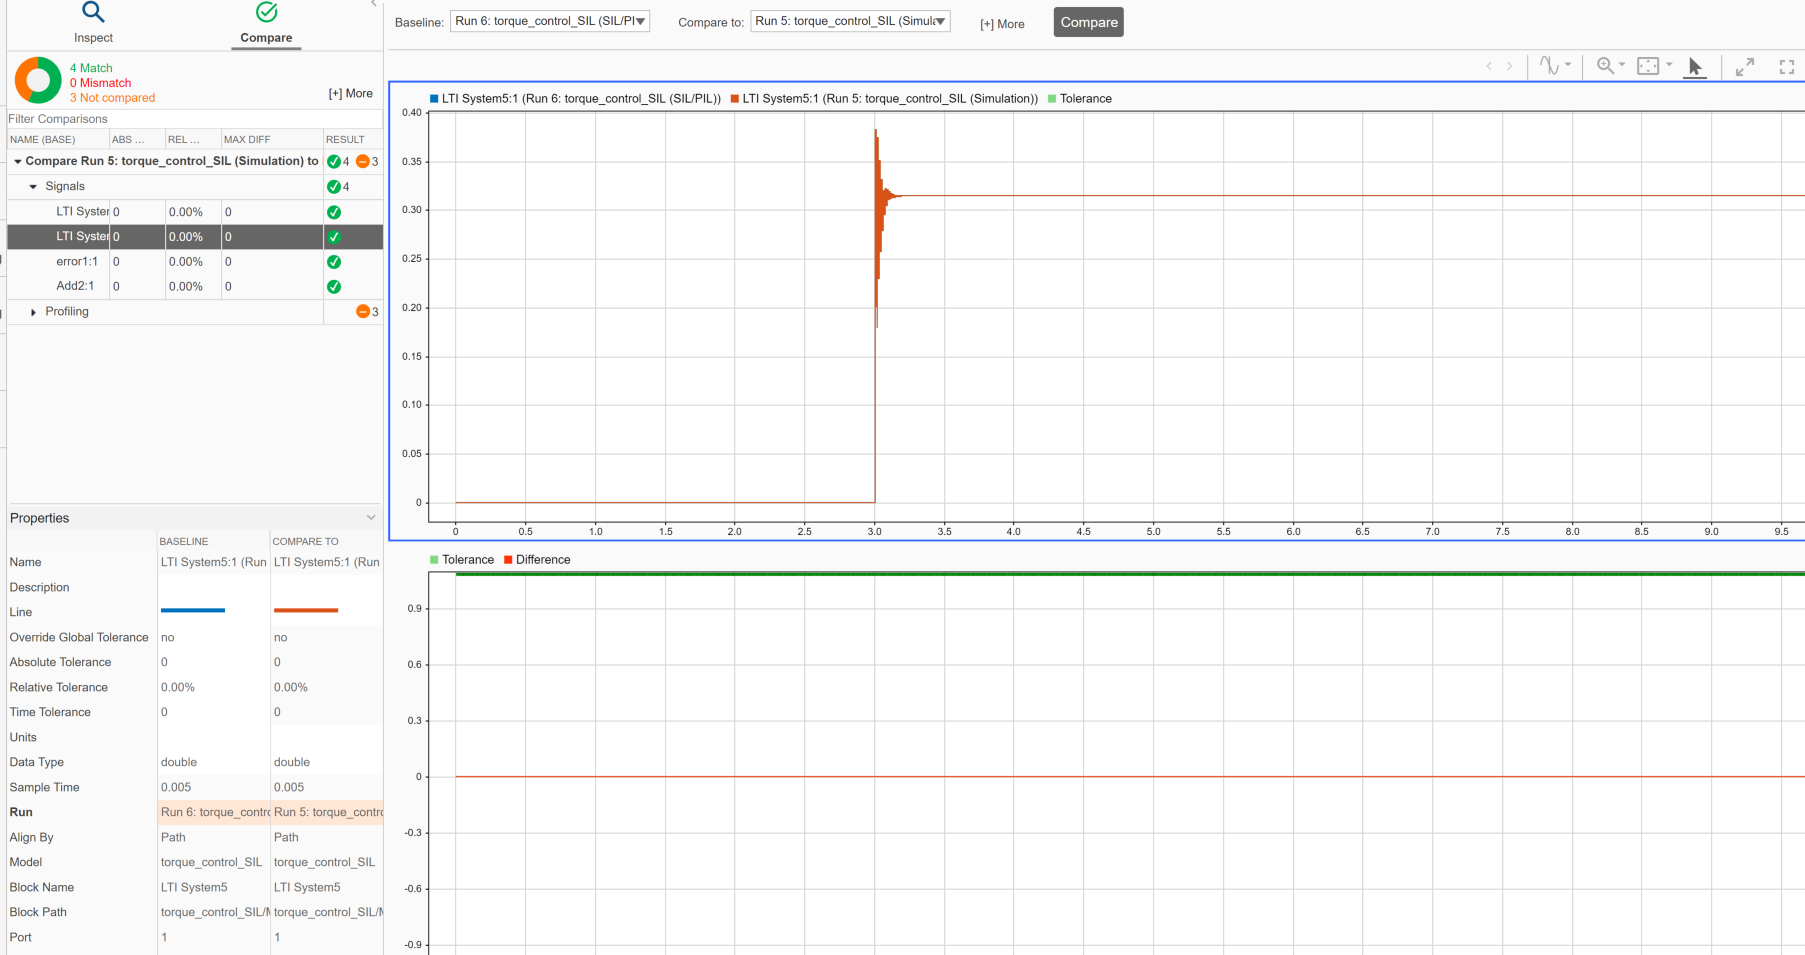 Inspect
Compare
4 Match
0 Mismatch
3 Not compared
[+] More
Filter Comparisons
NAME (BASE) ABS ... REL ... MAX DIFF RESULT
Compare Run 5: torque_control_SIL (Simulation) to 4 3
Signals 4
LTI System 0 0.00% 0
LTI System 0 0.00% 0
error1:1 0 0.00% 0
Add2:1 0 0.00% 0
Profiling 3
Properties
BASELINE COMPARE TO
Name LTI System5:1 (Run LTI System5:1 (Run
Description
Line
Override Global Tolerance no no
Absolute Tolerance 0 0
Relative Tolerance 0.00% 0.00%
Time Tolerance 0 0
Units
Data Type double double
Sample Time 0.005 0.005
Run Run 6: torque_contro Run 5: torque_contro
Align By Path Path
Model torque_control_SIL torque_control_SIL
Block Name LTI System5 LTI System5
Block Path torque_control_SIL/ torque_control_SIL/
Port 1 1
Baseline: Run 6: torque_control_SIL (SIL/PI Compare to: Run 5: torque_control_SIL (Simula [+] More Compare
LTI System5:1 (Run 6: torque_control_SIL (SIL/PIL)) LTI System5:1 (Run 5: torque_control_SIL (Simulation)) Tolerance
0.40
0.35
0.30
0.25
0.20
0.15
0.10
0.05
0
0 0.5 1.0 1.5 2.0 2.5 3.0 3.5 4.0 4.5 5.0 5.5 6.0 6.5 7.0 7.5 8.0 8.5 9.0 9.5
Tolerance Difference
0.9
0.6
0.3
0
-0.3
-0.6
-0.9